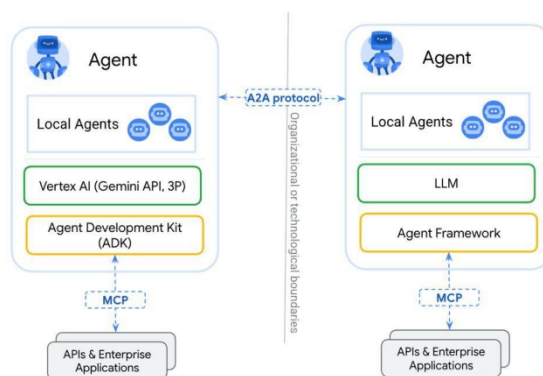 Agent
Local Agents
Vertex AI (Gemini API, 3P)
Agent Development Kit
(ADK)
MCP
APIs & Enterprise
Applications
A2A protocol
Organizational or technological boundaries
Agent
Local Agents
LLM
Agent Framework
MCP
APIs & Enterprise
Applications